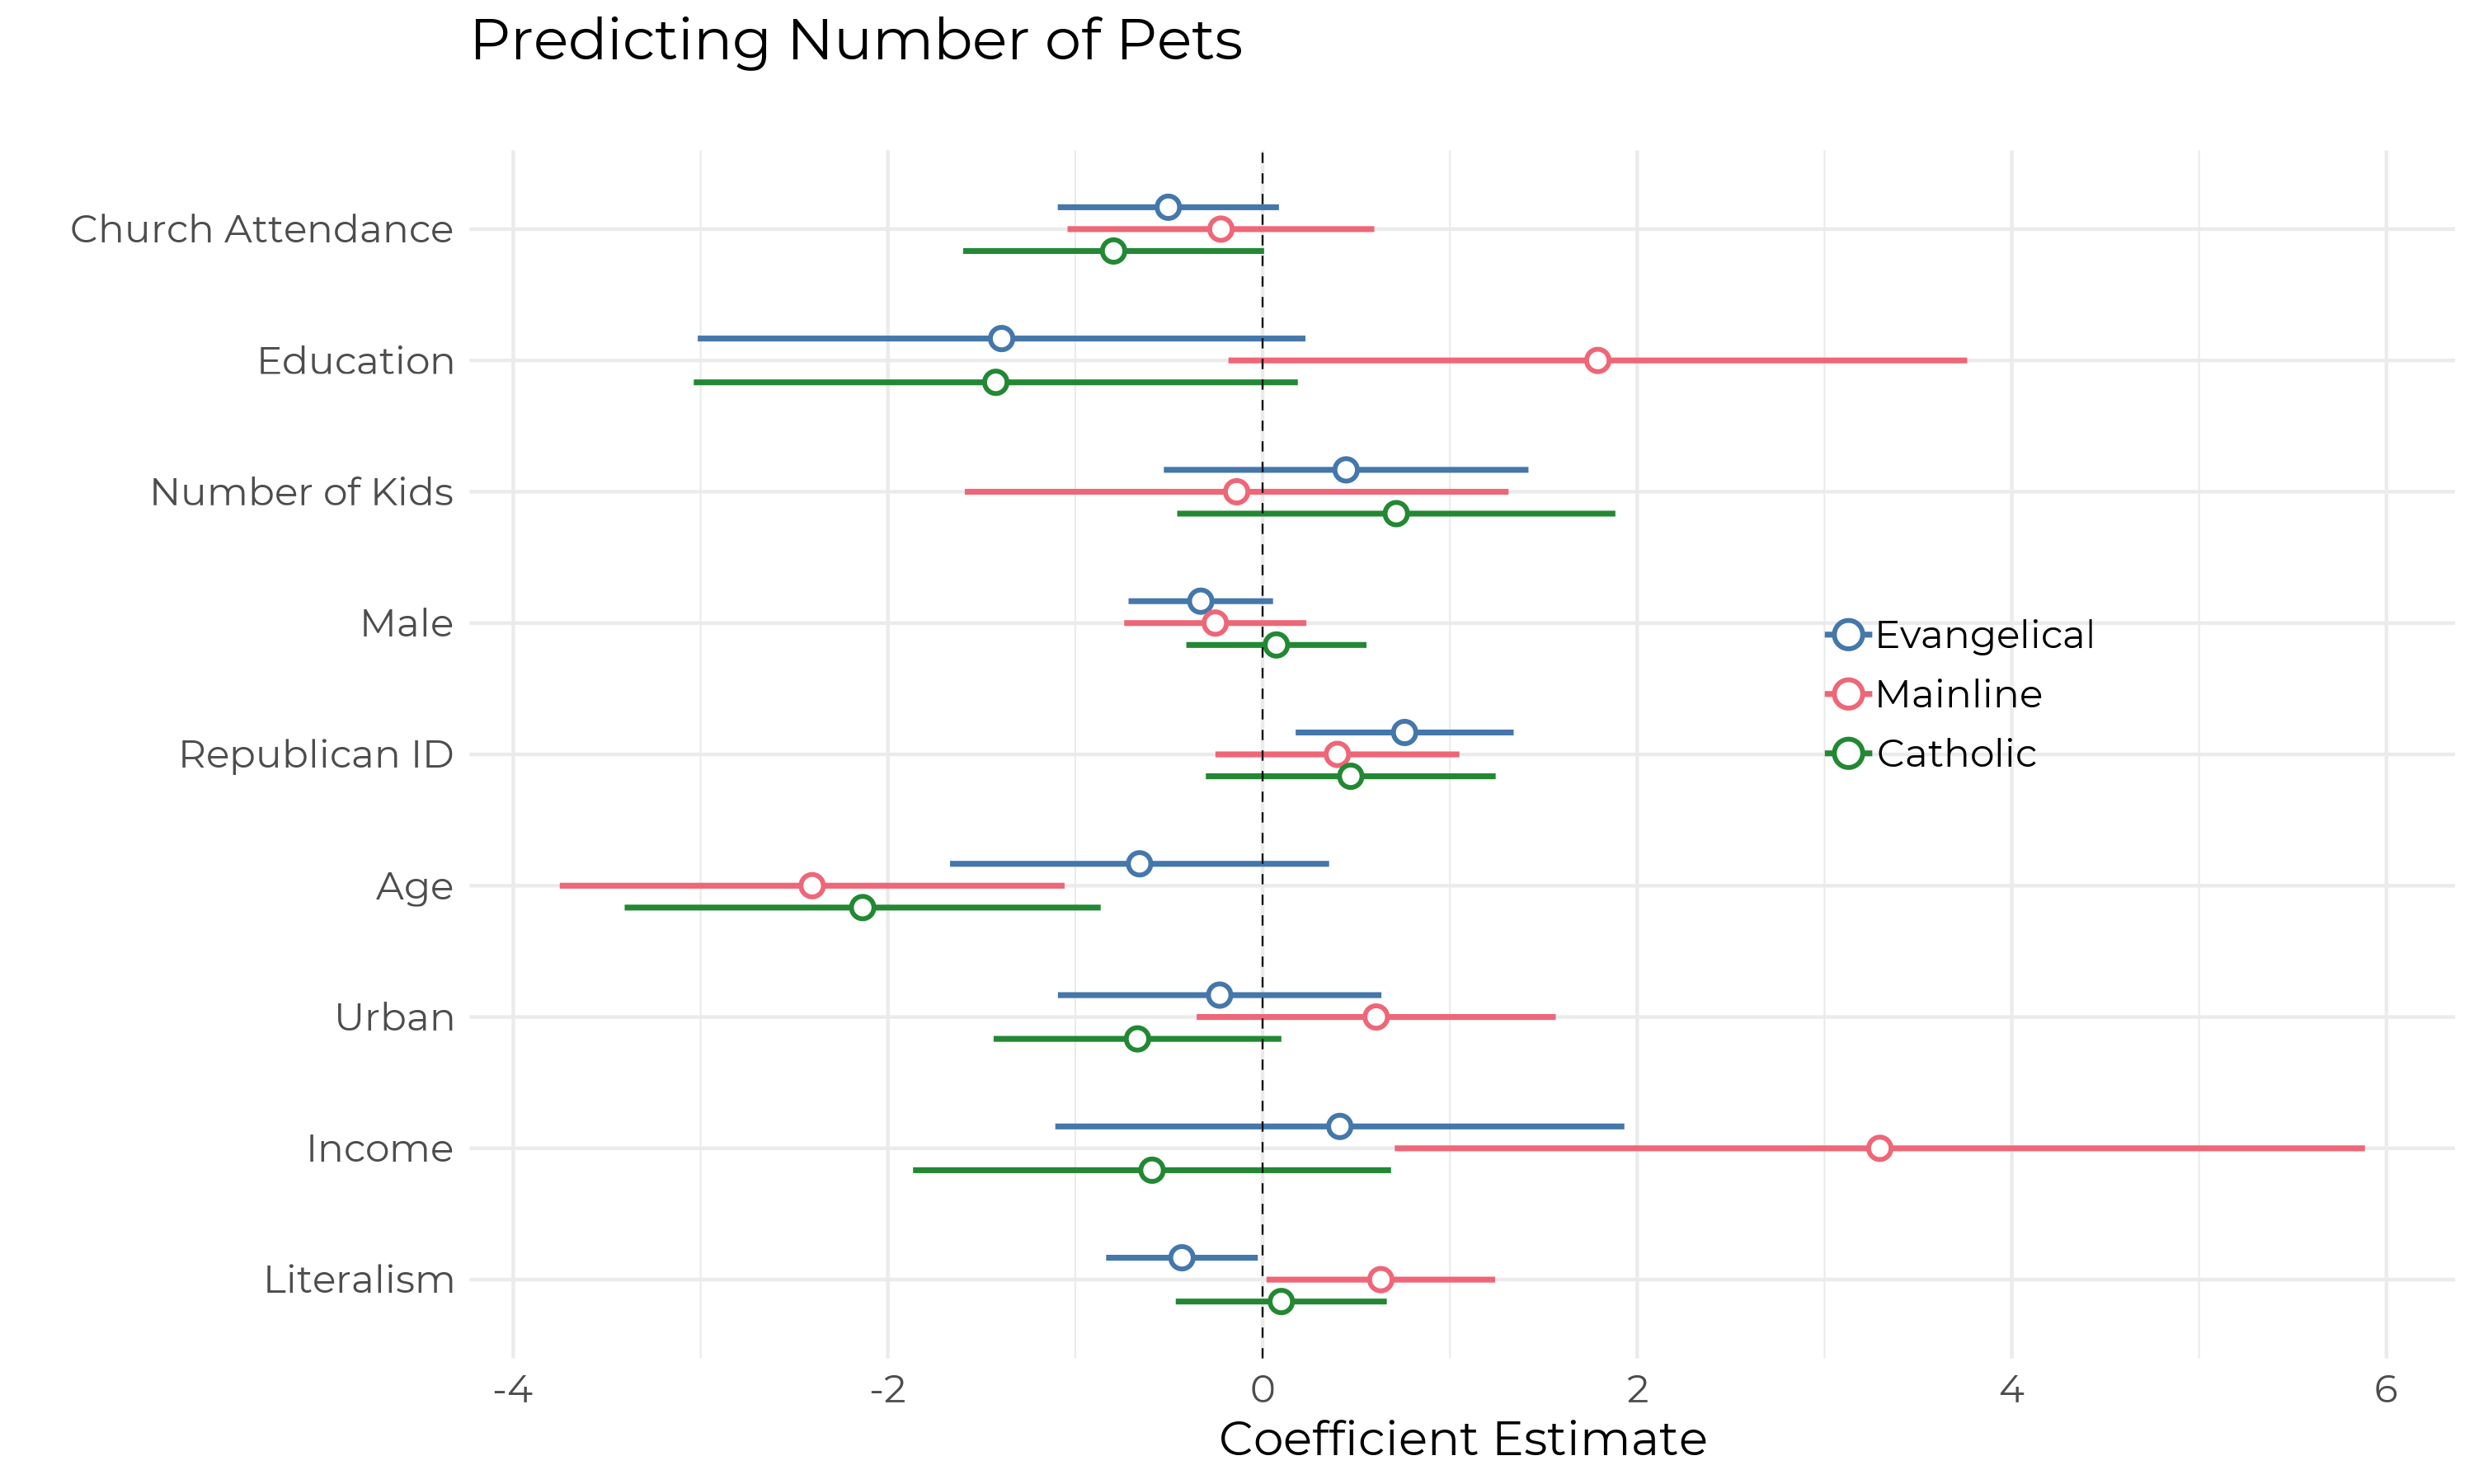 Predicting Number of Pets
Church Attendance
Education
Number of Kids
Male
Republican ID
Age
Urban
Income
Literalism
Evangelical
Mainline
Catholic
-4 -2 0 2 4 6
Coefficient Estimate